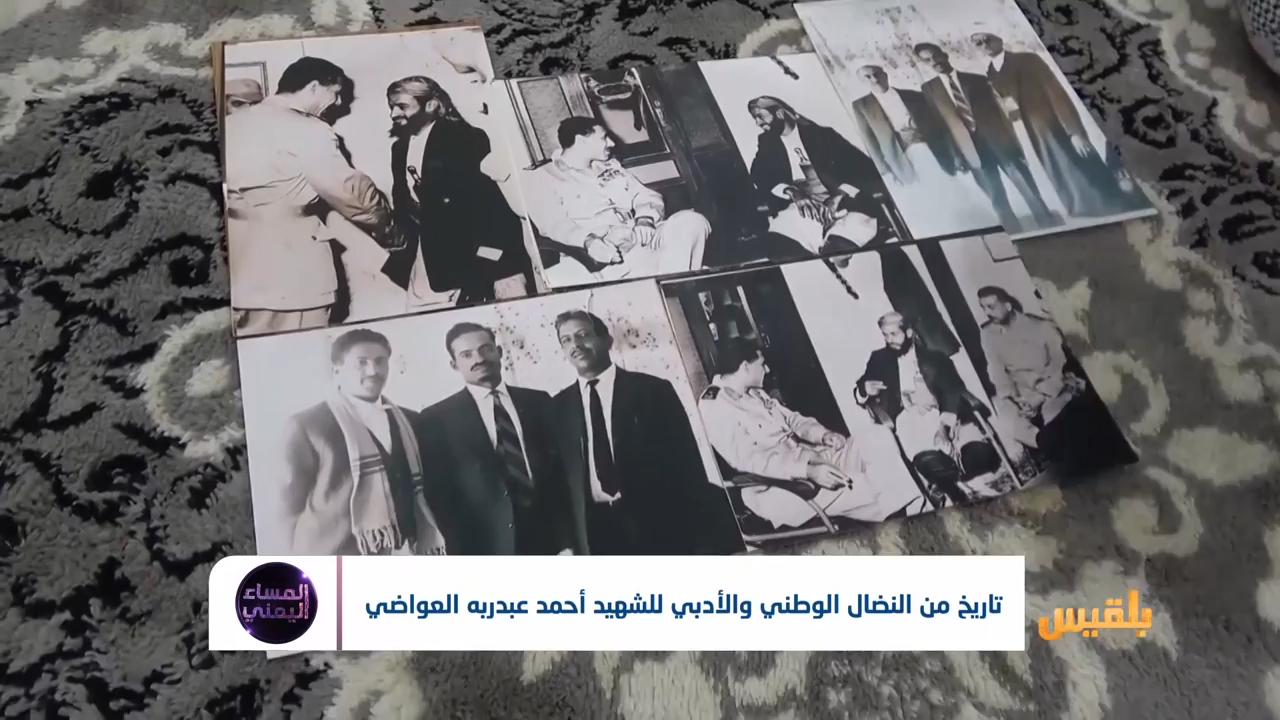 تاريخ من النضال الوطني والأدبي للشهيد أحمد عبدربه العواضي
المساء
اليمني
بلقيس